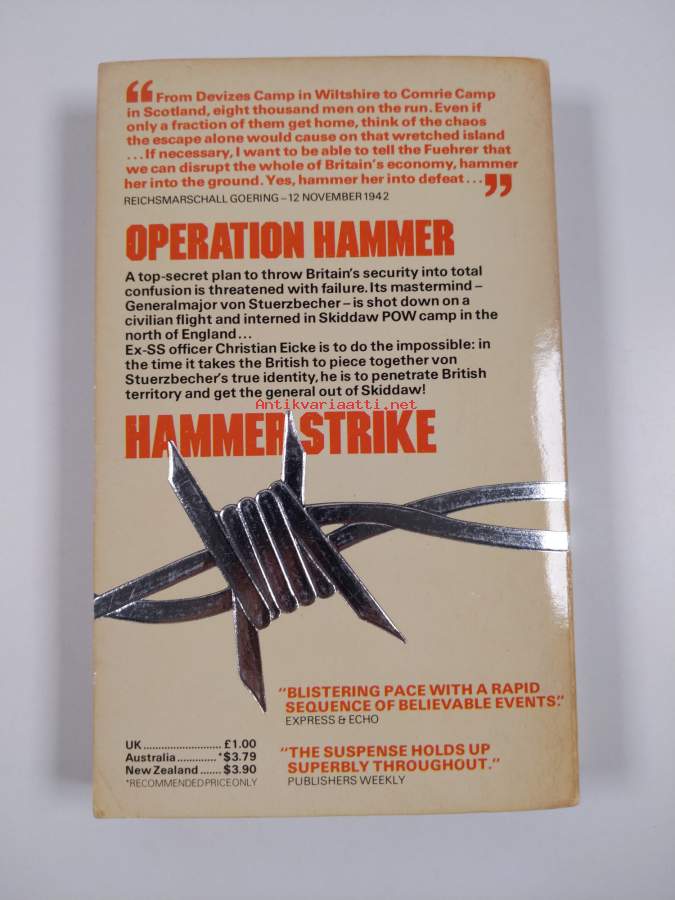 “From Devizes Camp in Wiltshire to Comrie Camp
in Scotland, eight thousand men on the run. Even if
only a fraction of them get home, think of the chaos
the escape alone would cause on that wretched island
...If necessary, I want to be able to tell the Fuehrer that
we can disrupt the whole of Britain's economy, hammer
her into the ground. Yes, hammer her into defeat...”
REICHSMARSCHALL GOERING – 12 NOVEMBER 1942
OPERATION HAMMER
A top-secret plan to throw Britain's security into total
confusion is threatened with failure. Its mastermind –
Generalmajor von Stuerzbecher – is shot down on a
civilian flight and interned in Skiddaw POW camp in the
north of England...
Ex-SS officer Christian Eicke is to do the impossible: in
the time it takes the British to piece together von
Stuerzbecher's true identity, he is to penetrate British
territory and get the general out of Skiddaw!
Antikvariaatti.net
HAMMER STRIKE
“BLISTERING PACE WITH A RAPID
SEQUENCE OF BELIEVABLE EVENTS.”
EXPRESS & ECHO
UK .......................... £1.00
Australia ............. *$3.79
New Zealand ....... $3.90
*RECOMMENDED PRICE ONLY
“THE SUSPENSE HOLDS UP
SUPERBLY THROUGHOUT.”
PUBLISHERS WEEKLY